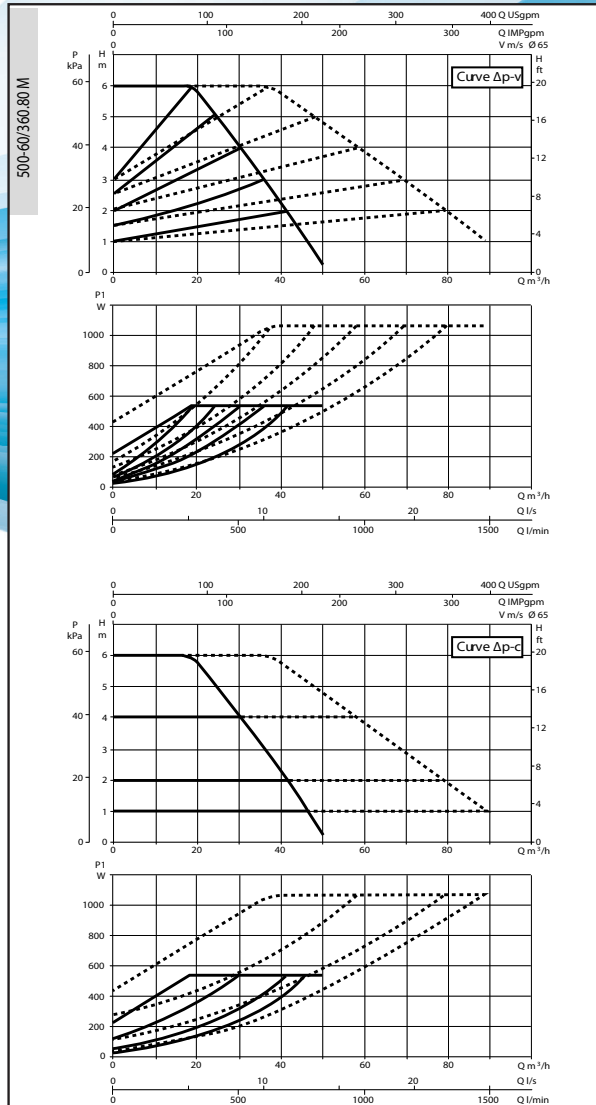 500-60/360.80 M
0 100 200 300 400 Q USgpm
0 100 200 300 Q IMPgpm
0 V m/s Ø 65
P kPa
H m
H ft
Curve Δp-v
60 6 20
5 16
40 4
3 12
20 2 8
1 4
0 0
0 20 40 60 80 Q m³/h
P1
W
1000
800
600
400
200
0
0 20 40 60 80 Q m³/h
0 10 20 Q l/s
0 500 1000 1500 Q l/min
0 100 200 300 400 Q USgpm
0 100 200 300 Q IMPgpm
0 V m/s Ø 65
P kPa
H m
H ft
Curve Δp-c
60 6 20
5 16
40 4
3 12
20 2 8
1 4
0 0
0 20 40 60 80 Q m³/h
P1
W
1000
800
600
400
200
0
0 20 40 60 80 Q m³/h
0 10 20 Q l/s
0 500 1000 1500 Q l/min